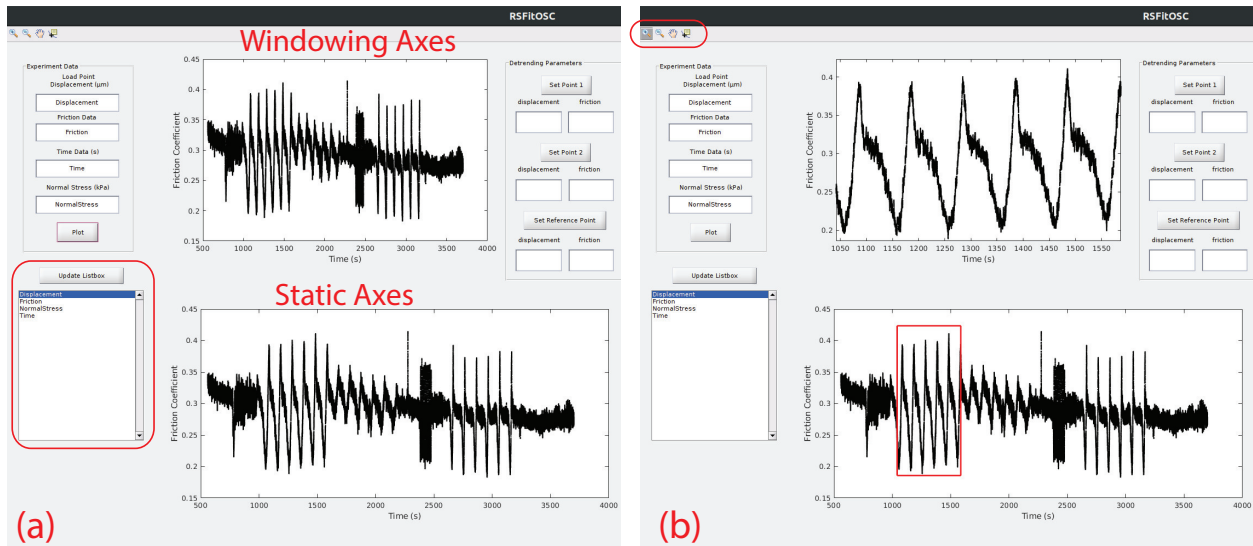 RSFitOSC
Windowing Axes
Experiment Data
Load Point
Displacement (μm)
Displacement
Friction Data
Friction
Time Data (s)
Time
Normal Stress (kPa)
NormalStress
Plot
Update Listbox
Displacement
Friction
NormalStress
Time
0.45
0.4
0.35
0.3
0.25
0.2
0.15
Friction Coefficient
500 1000 1500 2000 2500 3000 3500 4000
Time (s)
Detrending Parameters
Set Point 1
displacement friction
Set Point 2
displacement friction
Set Reference Point
displacement friction
Static Axes
0.45
0.4
0.35
0.3
0.25
0.2
0.15
Friction Coefficient
500 1000 1500 2000 2500 3000 3500 4000
Time (s)
(a)
RSFitOSC
Experiment Data
Load Point
Displacement (μm)
Displacement
Friction Data
Friction
Time Data (s)
Time
Normal Stress (kPa)
NormalStress
Plot
Update Listbox
Displacement
Friction
NormalStress
Time
0.4
0.35
0.3
0.25
0.2
Friction Coefficient
1050 1100 1150 1200 1250 1300 1350 1400 1450 1500 1550
Time (s)
Detrending Parameters
Set Point 1
displacement friction
Set Point 2
displacement friction
Set Reference Point
displacement friction
0.45
0.4
0.35
0.3
0.25
0.2
0.15
Friction Coefficient
500 1000 1500 2000 2500 3000 3500 4000
Time (s)
(b)